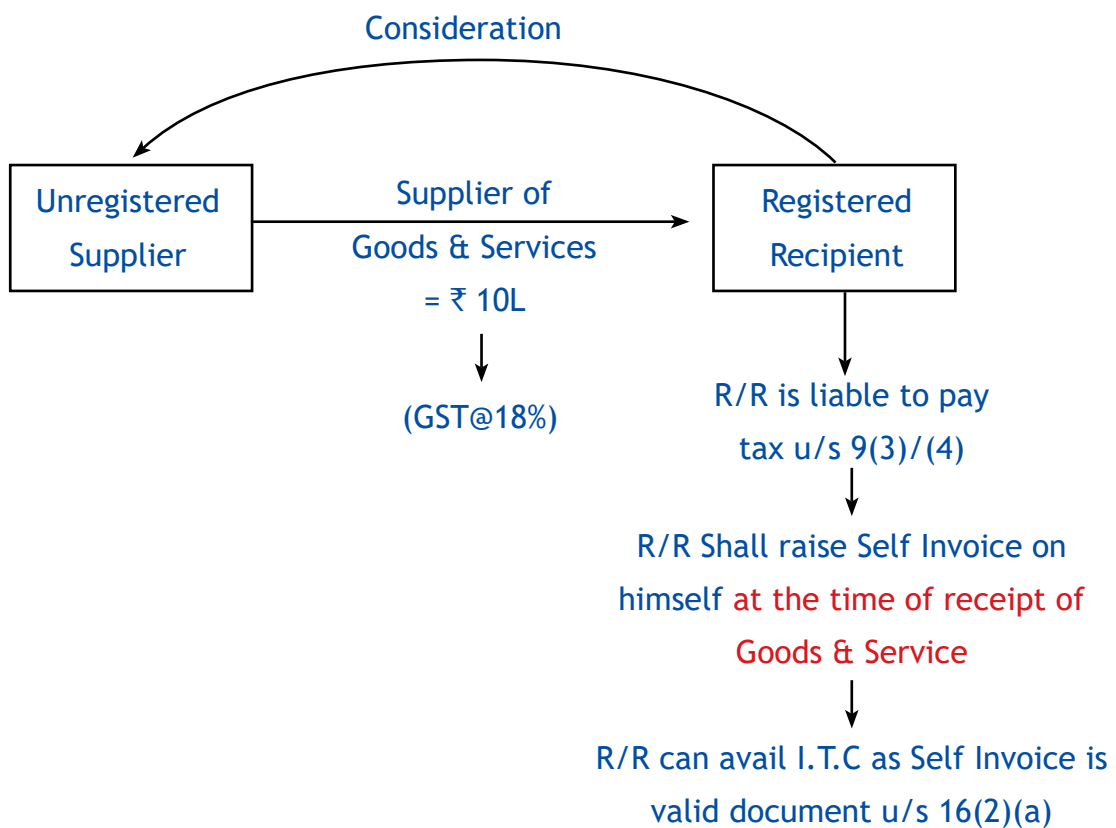 Consideration
Unregistered
Supplier
Supplier of
Goods & Services
= ₹ 10L
(GST@18%)
Registered
Recipient
R/R is liable to pay
tax u/s 9(3)/(4)
R/R Shall raise Self Invoice on
himself at the time of receipt of
Goods & Service
R/R can avail I.T.C as Self Invoice is
valid document u/s 16(2)(a)